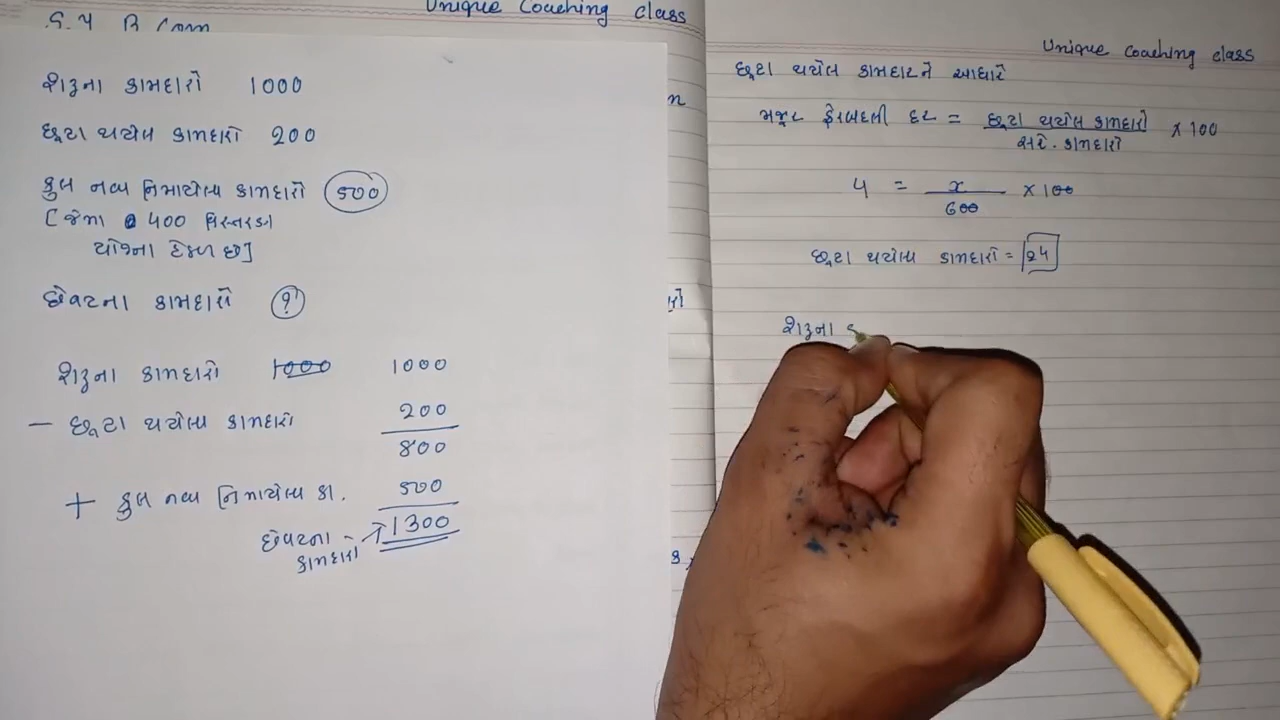 S.Y B.Com
Unique Coaching Class
શરૂના કામદારો 1000
છૂટા થયેલ કામદારો 200
કુલ નવા નિમાયેલા કામદારો 500
[જેમાં 400 વિસ્તરણ
યોજના હેઠળ છે]
છેવટના કામદારો ?
શરૂના કામદારો 1000 1000
— છૂટા થયેલા કામદારો 200
800
+ કુલ નવા નિમાયેલા કા. 500
છેવટના કામદારો → 1300
Unique Coaching Class
છૂટા થયેલ કામદારને આધારે
મજૂર ફેરબદલી દર = છૂટા થયેલ કામદારો / સરે. કામદારો × 100
4 = x / 600 × 100
છૂટા થયેલા કામદારો = 24
શરૂના